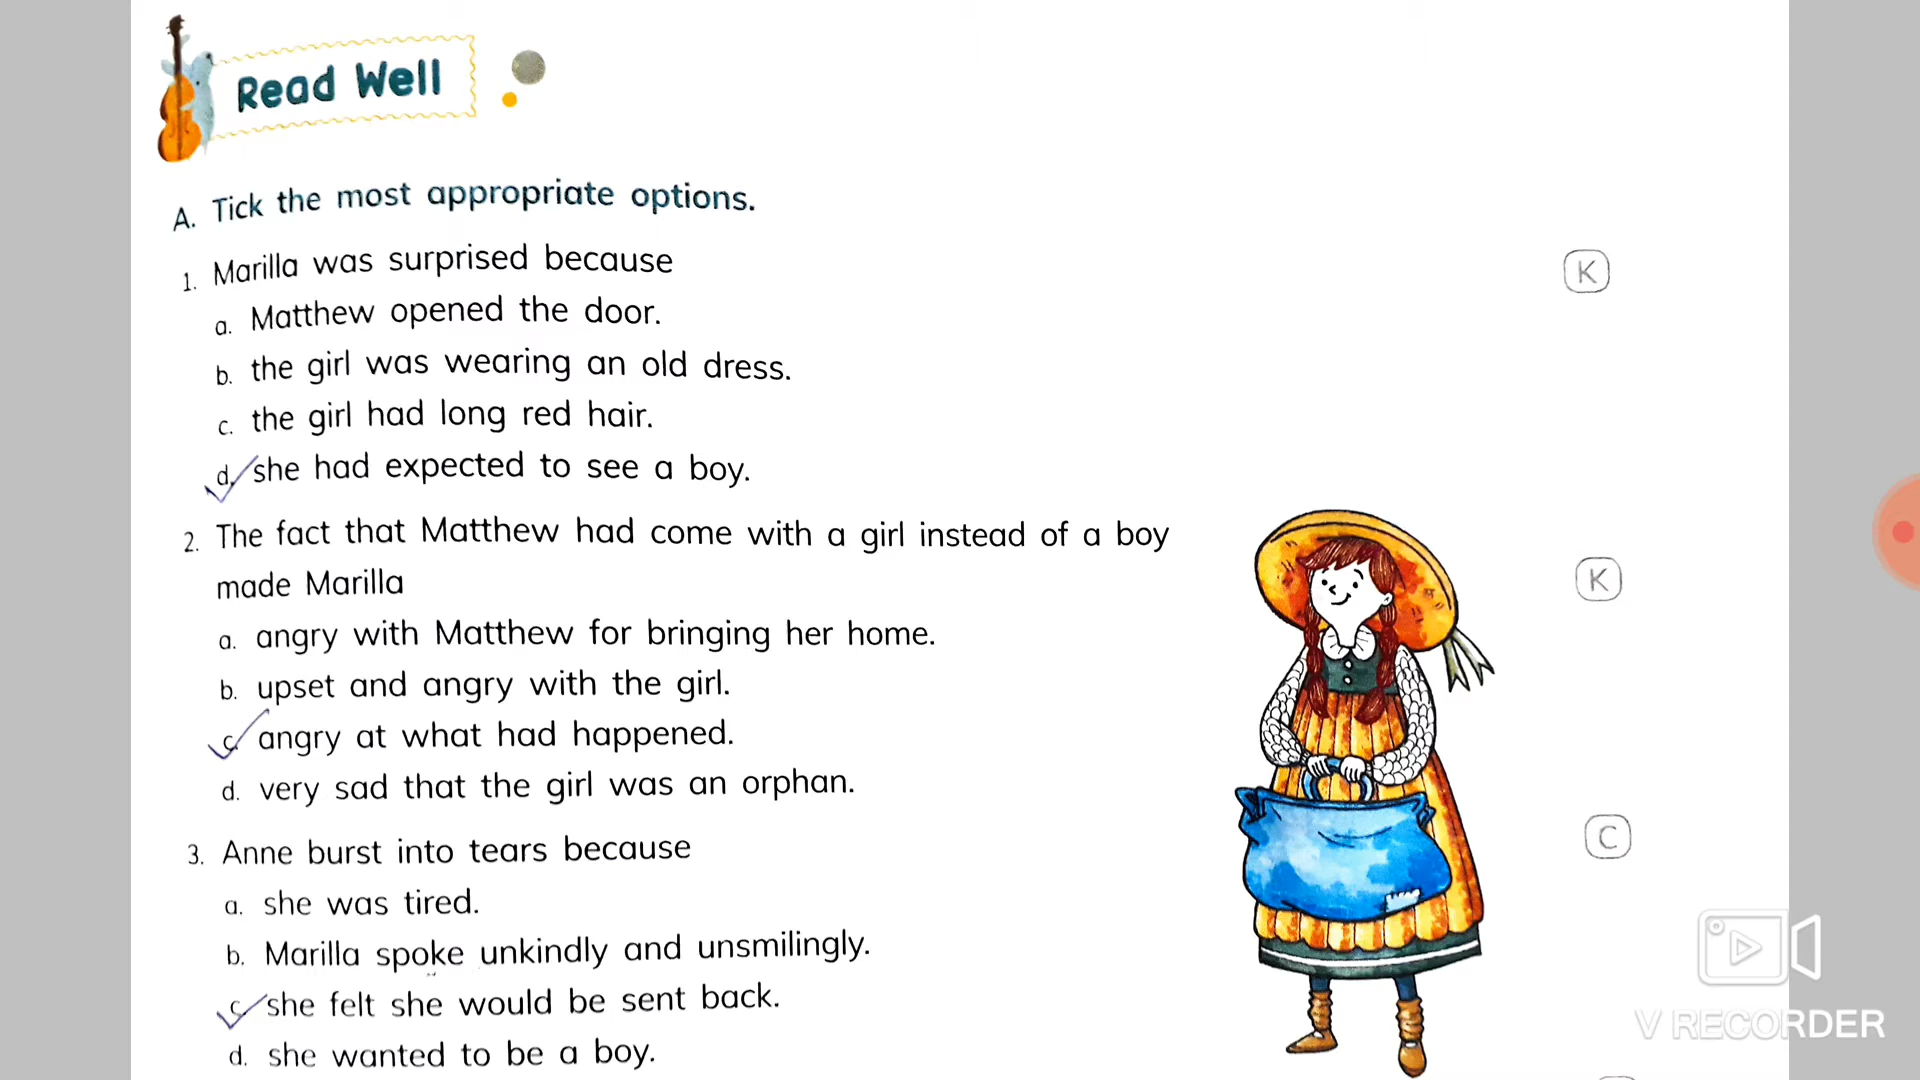 Read Well
A. Tick the most appropriate options.
1. Marilla was surprised because
K
a. Matthew opened the door.
b. the girl was wearing an old dress.
c. the girl had long red hair.
d. she had expected to see a boy.
2. The fact that Matthew had come with a girl instead of a boy
made Marilla
K
a. angry with Matthew for bringing her home.
b. upset and angry with the girl.
c. angry at what had happened.
d. very sad that the girl was an orphan.
3. Anne burst into tears because
C
a. she was tired.
b. Marilla spoke unkindly and unsmilingly.
c. she felt she would be sent back.
d. she wanted to be a boy.
V RECORDER